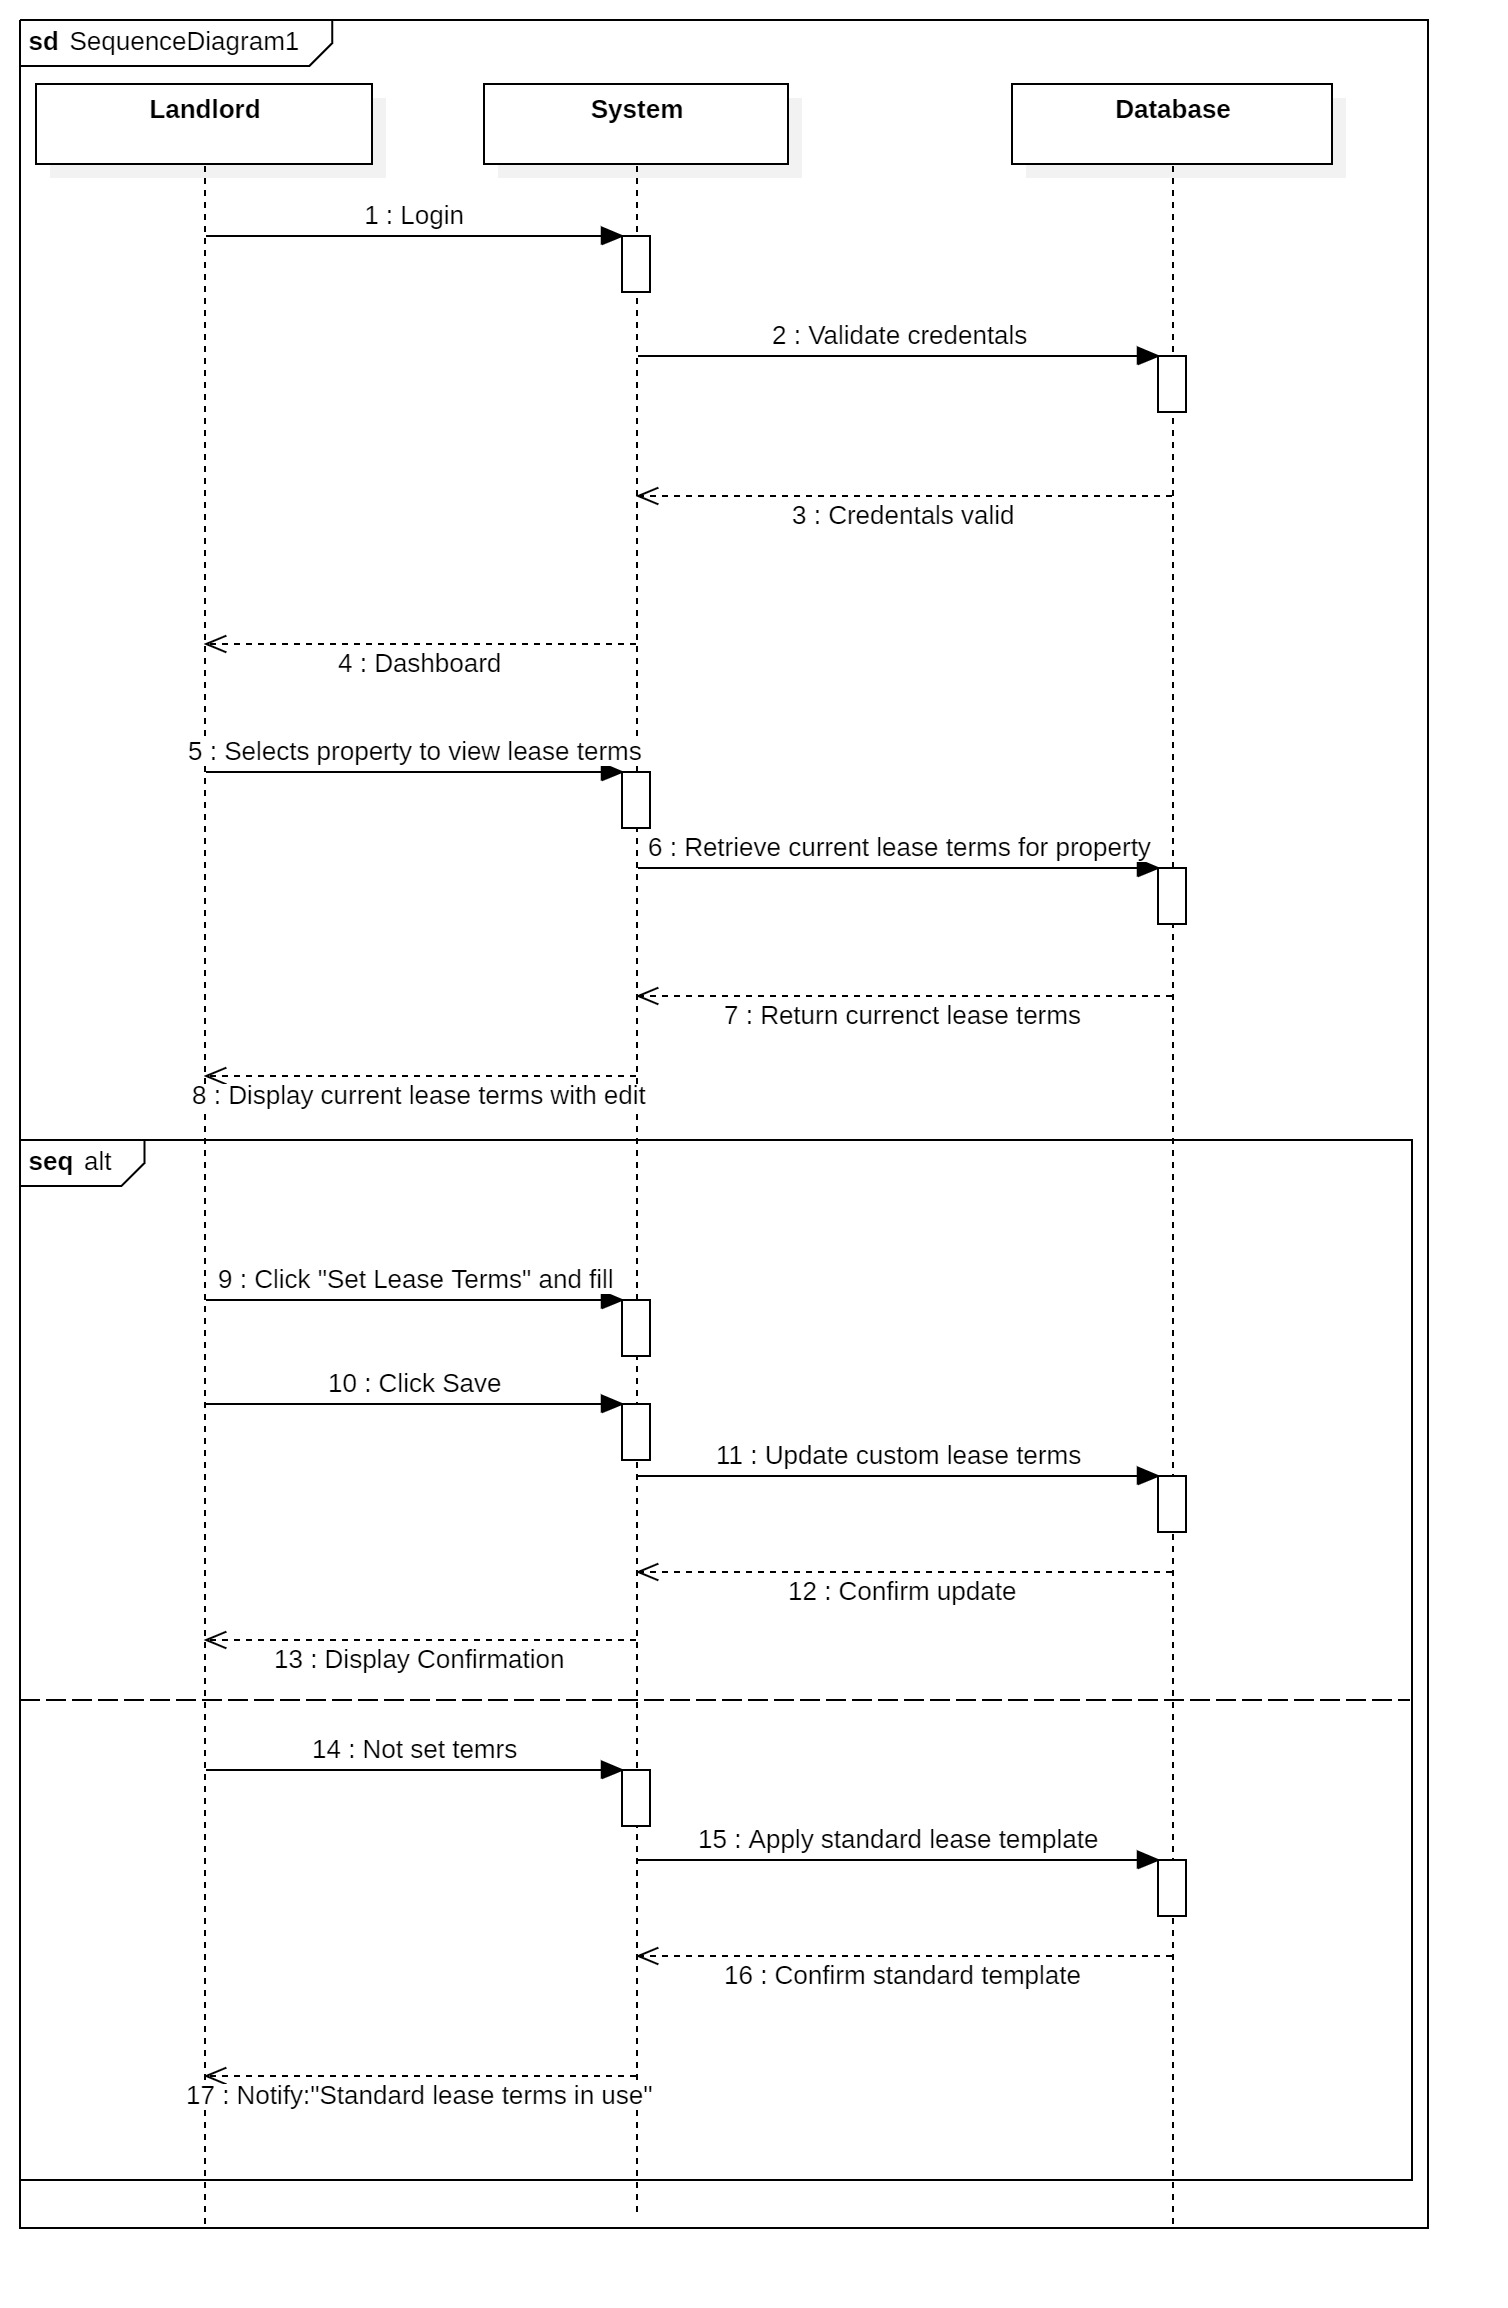 sd SequenceDiagram1
Landlord
System
Database
1 : Login
2 : Validate credentals
3 : Credentals valid
4 : Dashboard
5 : Selects property to view lease terms
6 : Retrieve current lease terms for property
7 : Return currenct lease terms
8 : Display current lease terms with edit
seq alt
9 : Click "Set Lease Terms" and fill
10 : Click Save
11 : Update custom lease terms
12 : Confirm update
13 : Display Confirmation
14 : Not set temrs
15 : Apply standard lease template
16 : Confirm standard template
17 : Notify:"Standard lease terms in use"